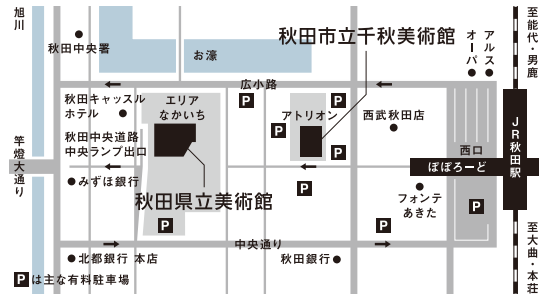 旭川
至能代・男鹿
秋田中央署
秋田市立千秋美術館
お濠
オーパ
アルス
広小路
秋田キャッスル
ホテル
エリア
なかいち
P
P
アトリオン
西武秋田店
JR秋田駅
竿燈大通り
秋田中央道路
中央ランプ出口
P
P
西口
ぽぽろーど
みずほ銀行
P
フォンテ
あきた
秋田県立美術館
P
P
P
至大曲・本荘
中央通り
北都銀行 本店
秋田銀行
Pは主な有料駐車場